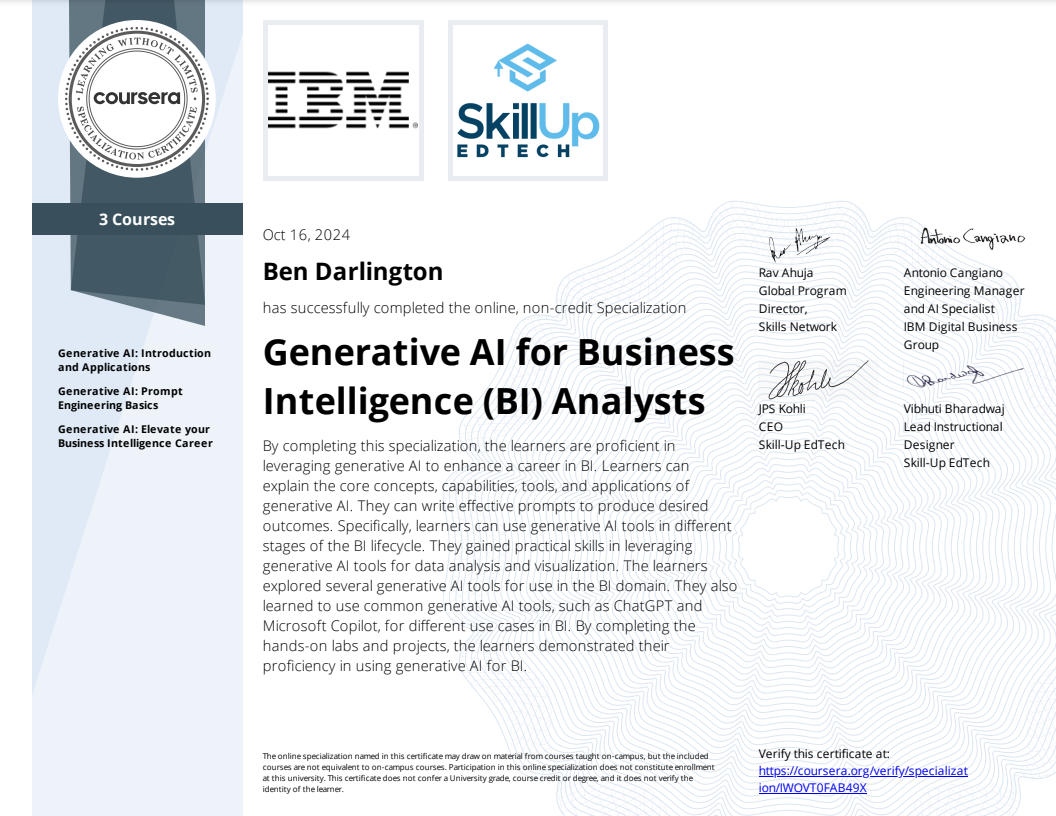 LEARNING WITHOUT LIMITS
coursera
SPECIALIZATION CERTIFICATE
3 Courses
Generative AI: Introduction
and Applications
Generative AI: Prompt
Engineering Basics
Generative AI: Elevate your
Business Intelligence Career
IBM®
SkillUp
EDTECH
Oct 16, 2024
Ben Darlington
has successfully completed the online, non-credit Specialization
Generative AI for Business
Intelligence (BI) Analysts
By completing this specialization, the learners are proficient in
leveraging generative AI to enhance a career in BI. Learners can
explain the core concepts, capabilities, tools, and applications of
generative AI. They can write effective prompts to produce desired
outcomes. Specifically, learners can use generative AI tools in different
stages of the BI lifecycle. They gained practical skills in leveraging
generative AI tools for data analysis and visualization. The learners
explored several generative AI tools for use in the BI domain. They also
learned to use common generative AI tools, such as ChatGPT and
Microsoft Copilot, for different use cases in BI. By completing the
hands-on labs and projects, the learners demonstrated their
proficiency in using generative AI for BI.
Rav Ahuja
Rav Ahuja
Global Program
Director,
Skills Network
Antonio Cangiano
Antonio Cangiano
Engineering Manager
and AI Specialist
IBM Digital Business
Group
JPS Kohli
CEO
Skill-Up EdTech
Vibhuti Bharadwaj
Lead Instructional
Designer
Skill-Up EdTech
The online specialization named in this certificate may draw on material from courses taught on-campus, but the included
courses are not equivalent to on-campus courses. Participation in this online specialization does not constitute enrollment
at this university. This certificate does not confer a University grade, course credit or degree, and it does not verify the
identity of the learner.
Verify this certificate at:
https://coursera.org/verify/specializat
ion/IWOVT0FAB49X